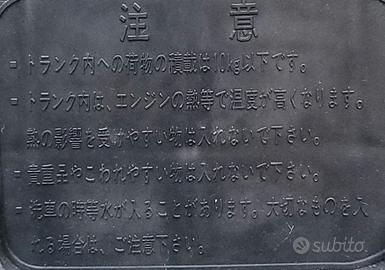 注意
= トランク内への荷物の積載は10kg以下です。
= トランク内は、エンジンの熱等で温度が高くなります。
熱の影響を受けやすい物は入れないで下さい。
= 貴重品やこわれやすい物は入れないで下さい。
= 洗車の時等水が入ることがあります。大切なものを入
れる場合は、ご注意下さい。
subito